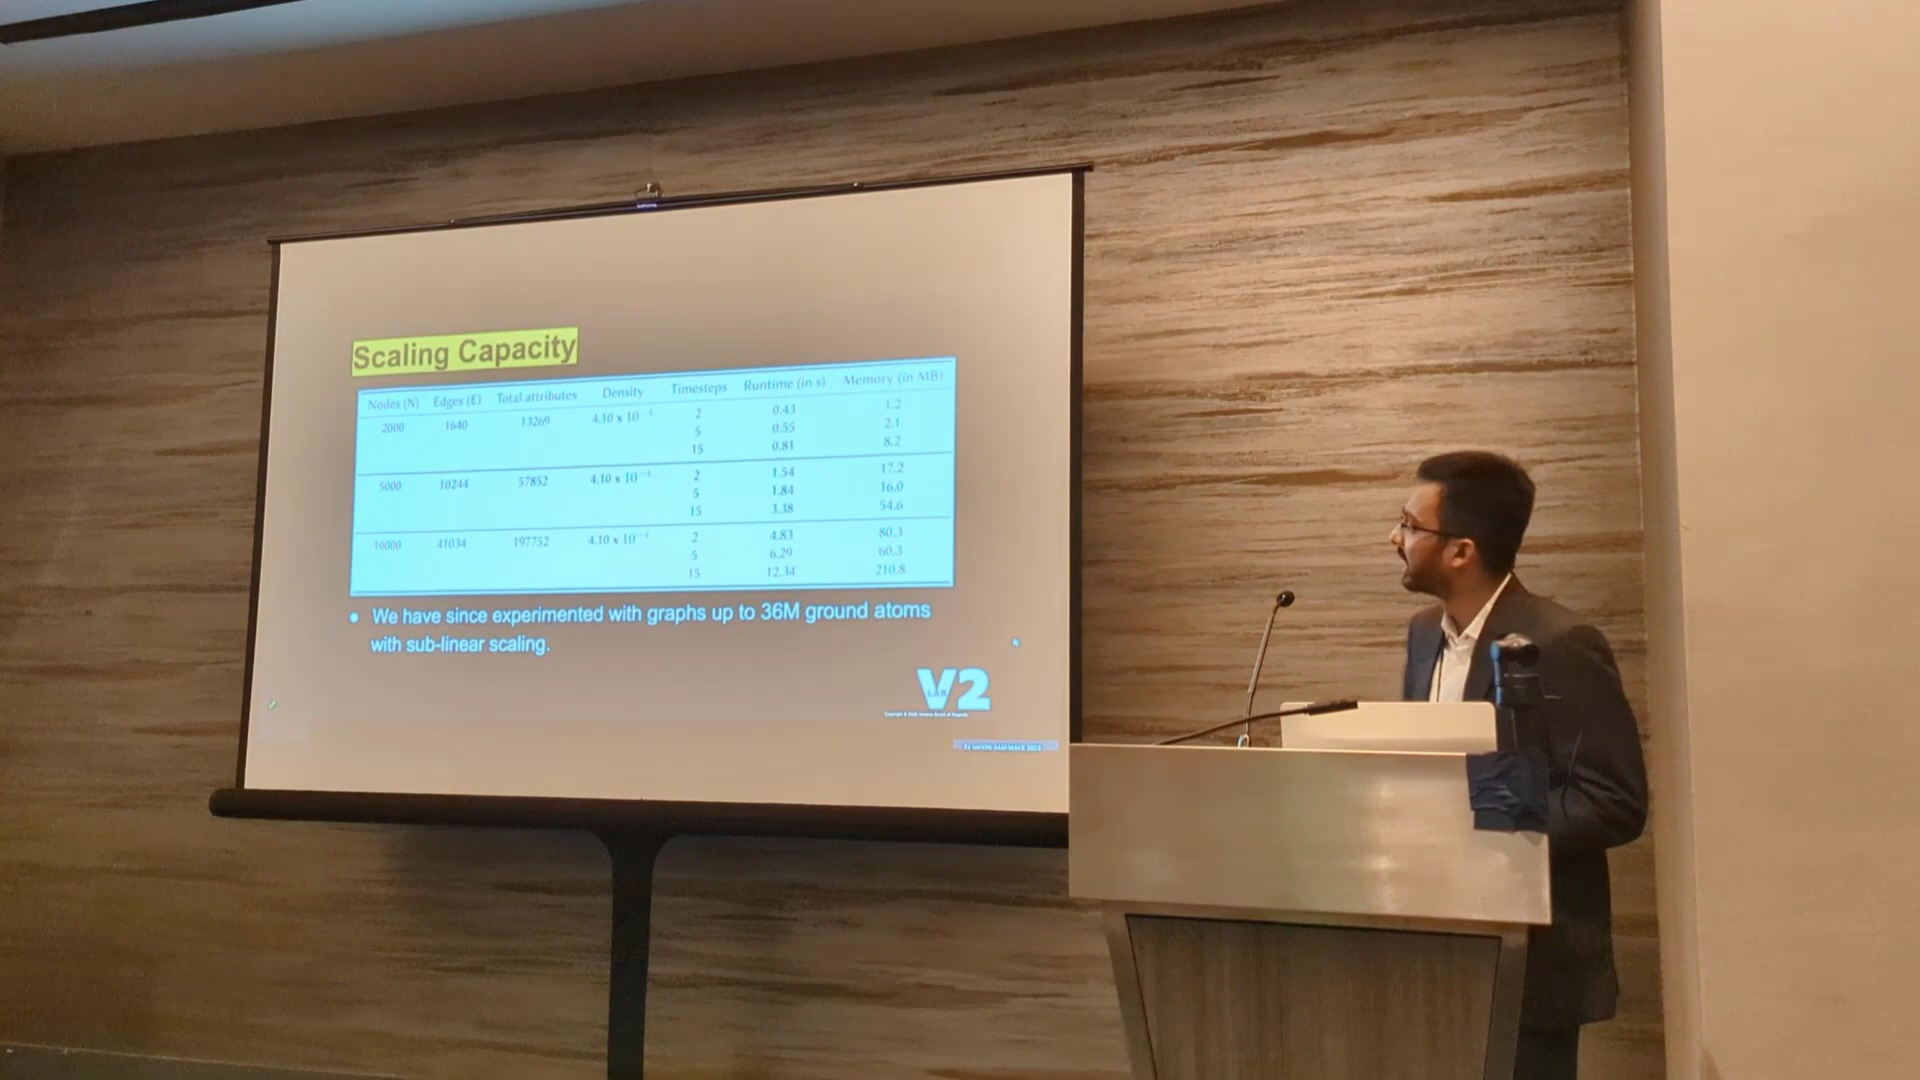 Scaling Capacity
Nodes (N) Edges (E) Total attributes Density Timesteps Runtime (in s) Memory (in MB)
2000 1640 13269 4.10 x 10⁻⁴ 2 0.43 1.2
5 0.55 2.1
15 0.81 8.2
5000 10244 57852 4.10 x 10⁻⁴ 2 1.54 17.2
5 1.84 16.0
15 3.38 54.6
10000 41034 197752 4.10 x 10⁻⁴ 2 4.83 80.3
5 6.29 60.3
15 12.34 210.8
• We have since experimented with graphs up to 36M ground atoms
with sub-linear scaling.
V2
LAB